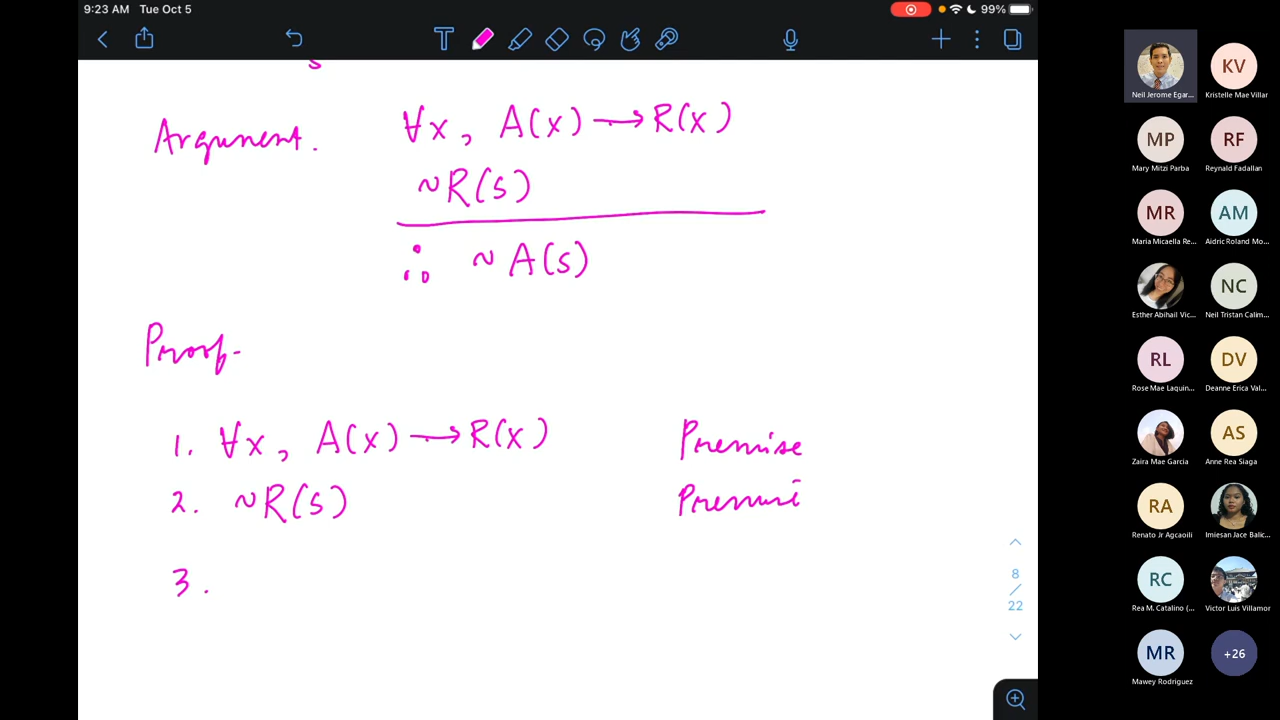 9:23 AM Tue Oct 5
99%
Argument. ∀x, A(x) → R(x)
~R(s)
∴ ~A(s)
Proof.
1. ∀x, A(x) → R(x) Premise
2. ~R(s) Premise
3.
8
/
22
Neil Jerome Egar...
KV
Kristelle Mae Villar
MP
Mary Mitzi Parba
RF
Reynald Fadallan
MR
Maria Micaella Re...
AM
Aidric Roland Mo...
Esther Abihail Vic...
NC
Neil Tristan Calim...
RL
Rose Mae Laquin...
DV
Deanne Erica Val...
Zaira Mae Garcia
AS
Anne Rea Siaga
RA
Renato Jr Agcaoili
Imiesan Jace Balic...
RC
Rea M. Catalino (...
Victor Luis Villamor
MR
Mawey Rodriguez
+26